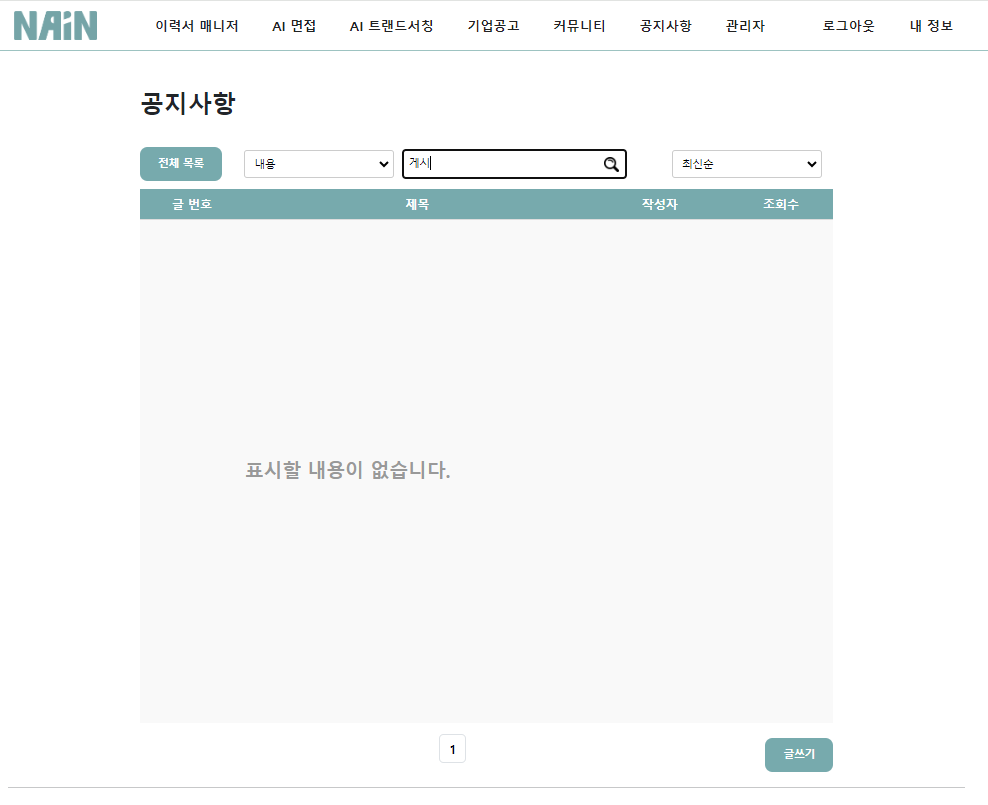 NAiN 이력서 매니저 AI 면접 AI 트랜드서칭 기업공고 커뮤니티 공지사항 관리자 로그아웃 내 정보
공지사항
전체 목록 내용 게시 최신순
글 번호 제목 작성자 조회수
표시할 내용이 없습니다.
1
글쓰기